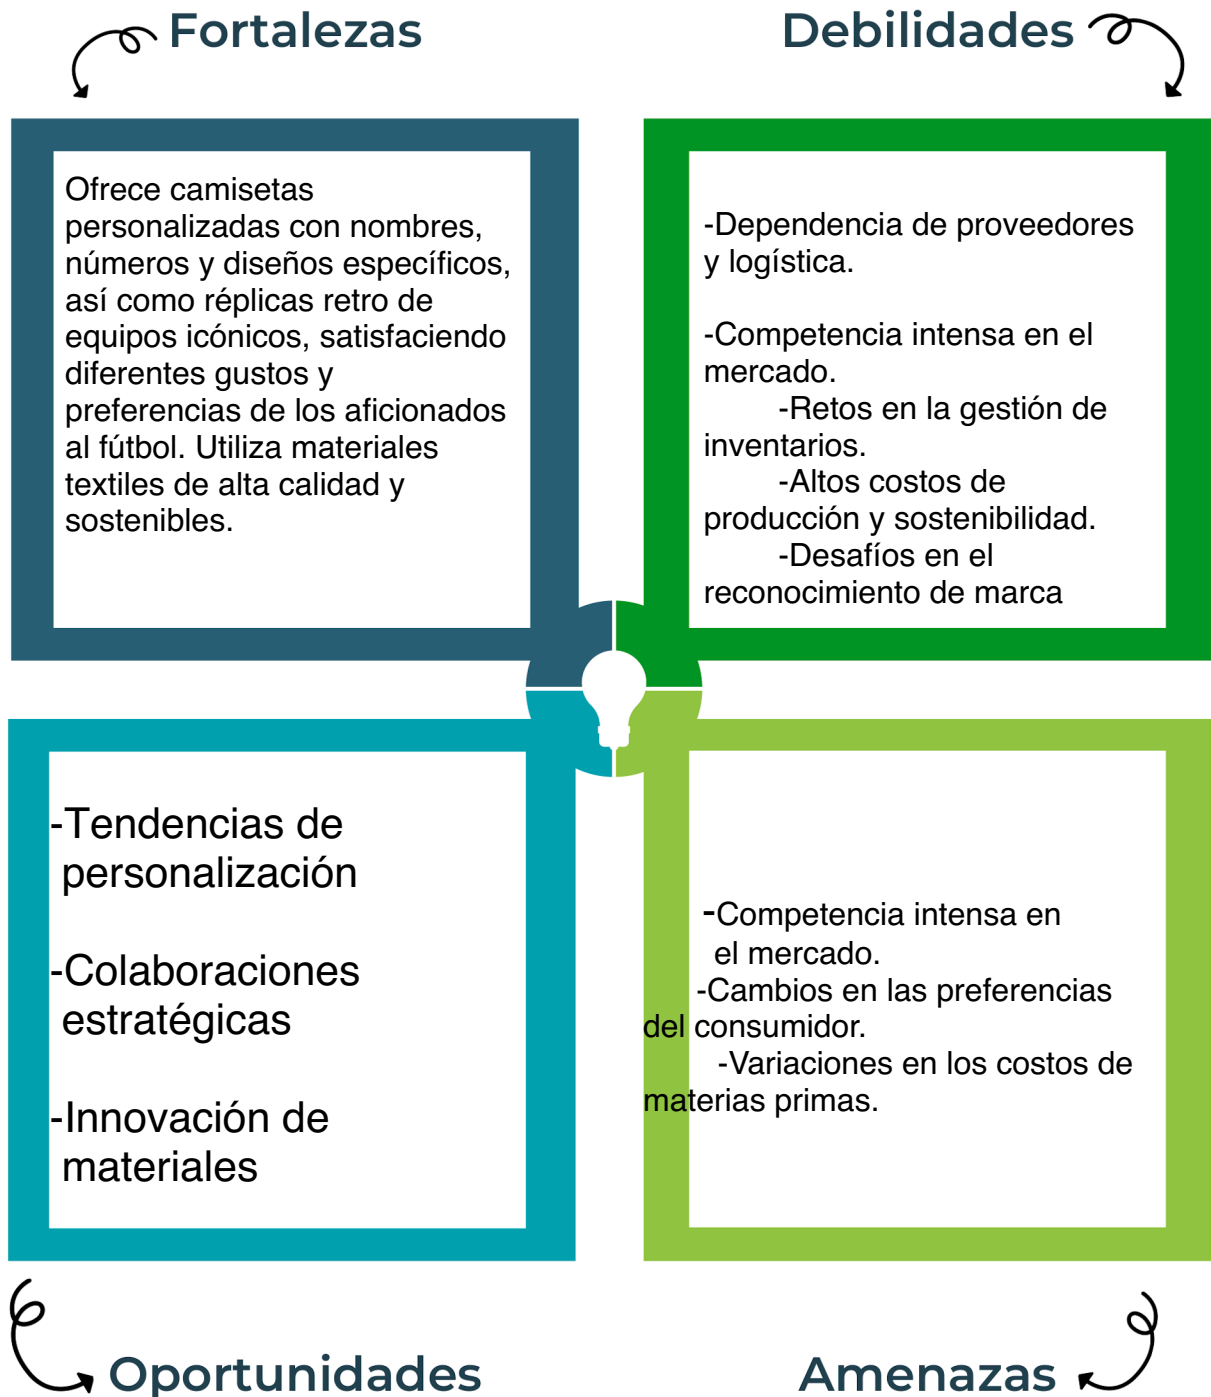 Fortalezas
Ofrece camisetas
personalizadas con nombres,
números y diseños específicos,
así como réplicas retro de
equipos icónicos, satisfaciendo
diferentes gustos y
preferencias de los aficionados
al fútbol. Utiliza materiales
textiles de alta calidad y
sostenibles.
Debilidades
-Dependencia de proveedores
y logística.
-Competencia intensa en el
mercado.
-Retos en la gestión de
inventarios.
-Altos costos de
producción y sostenibilidad.
-Desafíos en el
reconocimiento de marca
-Tendencias de
personalización
-Colaboraciones
estratégicas
-Innovación de
materiales
Oportunidades
-Competencia intensa en
el mercado.
-Cambios en las preferencias
del consumidor.
-Variaciones en los costos de
materias primas.
Amenazas